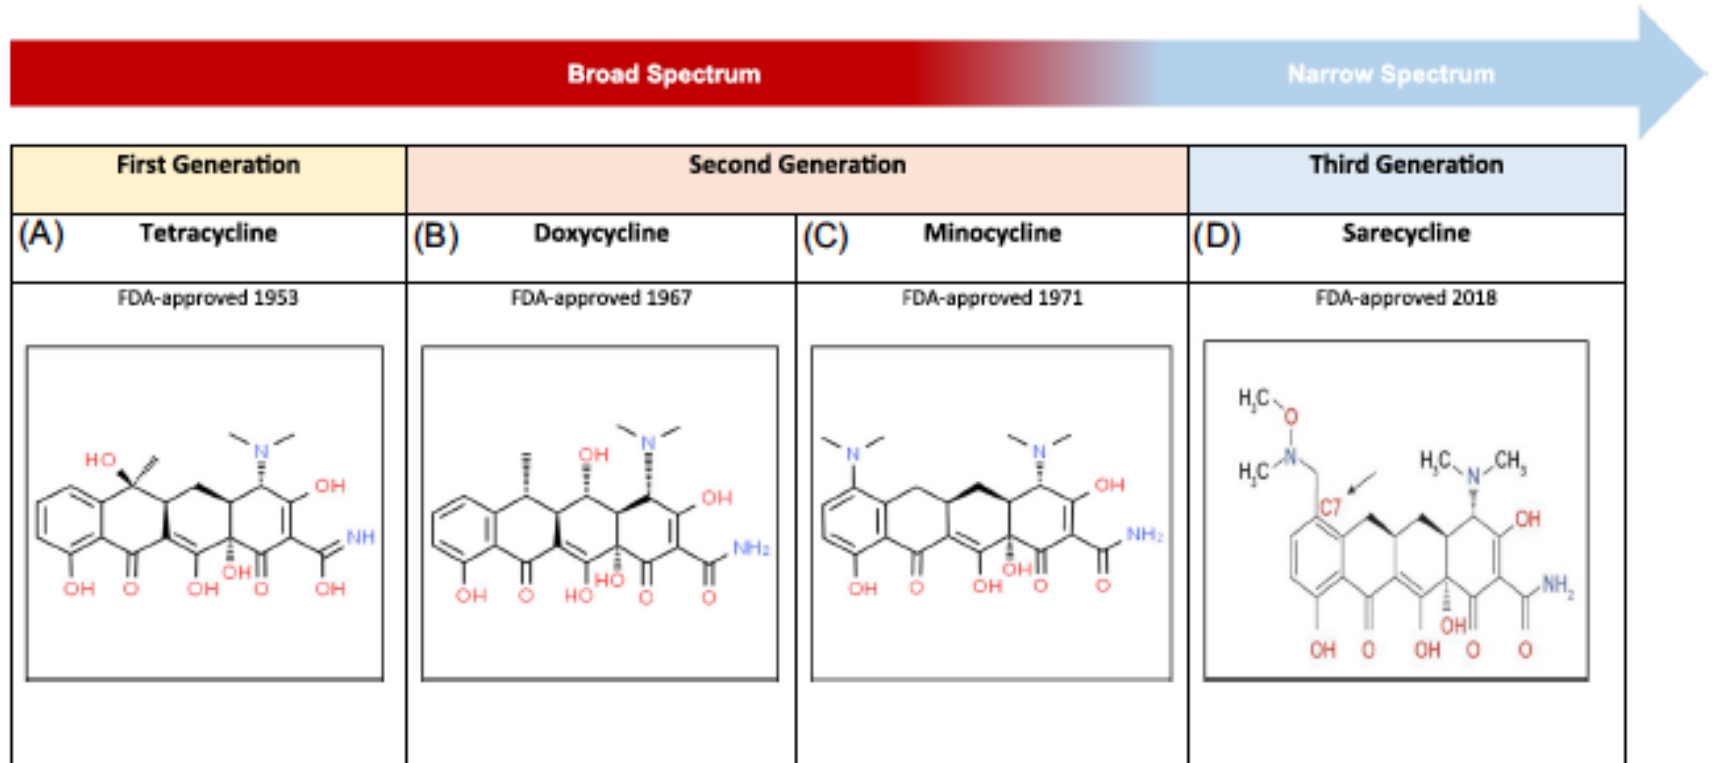 Broad Spectrum Narrow Spectrum
First Generation Second Generation Third Generation
(A) Tetracycline (B) Doxycycline (C) Minocycline (D) Sarecycline
FDA-approved 1953 FDA-approved 1967 FDA-approved 1971 FDA-approved 2018
HO N OH NH OH O OH OH O OH
OH N OH NH₂ OH O HO HO O O
N N OH NH₂ OH O OH OH O O
H₃C O H₃C N C7 H₃C N CH₃ OH NH₂ OH OH O OH O O